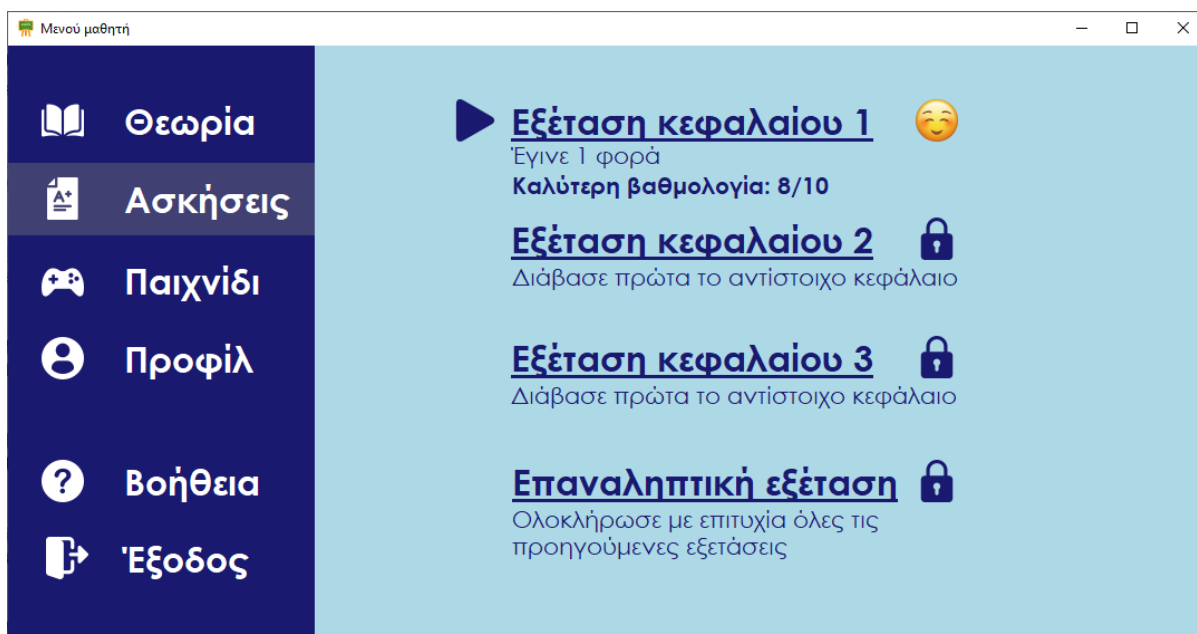 Μενού μαθητή
Θεωρία
Ασκήσεις
Παιχνίδι
Προφίλ
Βοήθεια
Έξοδος
Εξέταση κεφαλαίου 1
Έγινε 1 φορά
Καλύτερη βαθμολογία: 8/10
Εξέταση κεφαλαίου 2
Διάβασε πρώτα το αντίστοιχο κεφάλαιο
Εξέταση κεφαλαίου 3
Διάβασε πρώτα το αντίστοιχο κεφάλαιο
Επαναληπτική εξέταση
Ολοκλήρωσε με επιτυχία όλες τις
προηγούμενες εξετάσεις